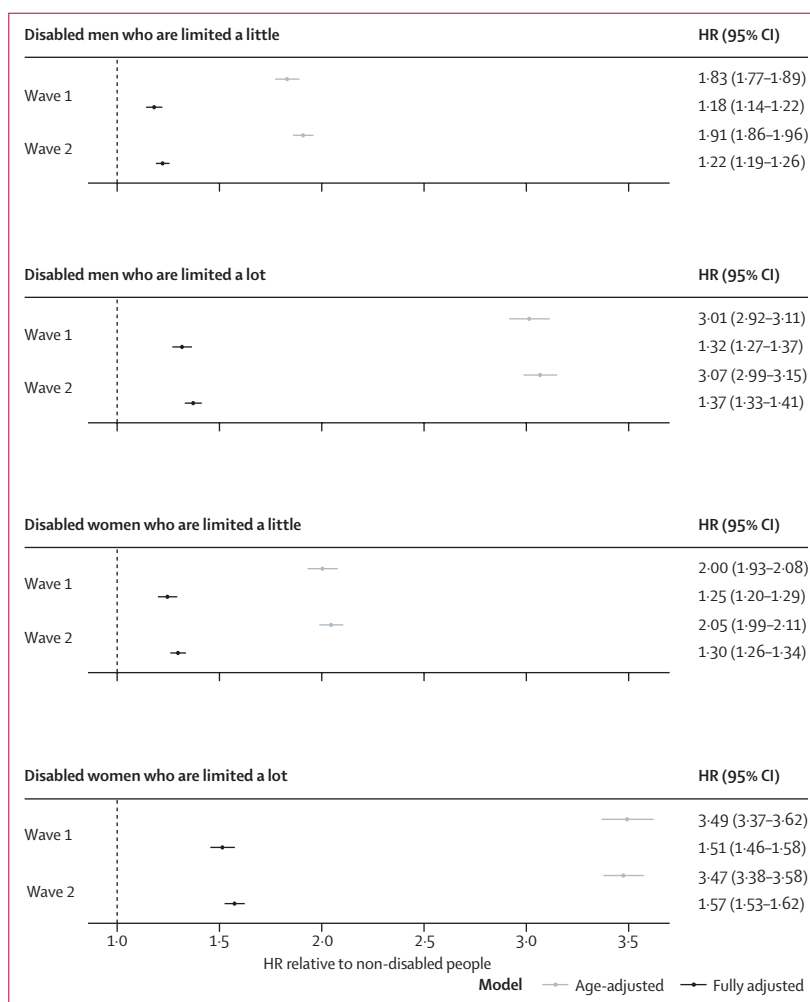 Disabled men who are limited a little HR (95% CI)
Wave 1 1·83 (1·77–1·89)
1·18 (1·14–1·22)
Wave 2 1·91 (1·86–1·96)
1·22 (1·19–1·26)
Disabled men who are limited a lot HR (95% CI)
Wave 1 3·01 (2·92–3·11)
1·32 (1·27–1·37)
Wave 2 3·07 (2·99–3·15)
1·37 (1·33–1·41)
Disabled women who are limited a little HR (95% CI)
Wave 1 2·00 (1·93–2·08)
1·25 (1·20–1·29)
Wave 2 2·05 (1·99–2·11)
1·30 (1·26–1·34)
Disabled women who are limited a lot HR (95% CI)
Wave 1 3·49 (3·37–3·62)
1·51 (1·46–1·58)
Wave 2 3·47 (3·38–3·58)
1·57 (1·53–1·62)
1·0 1·5 2·0 2·5 3·0 3·5
HR relative to non-disabled people
Model Age-adjusted Fully adjusted